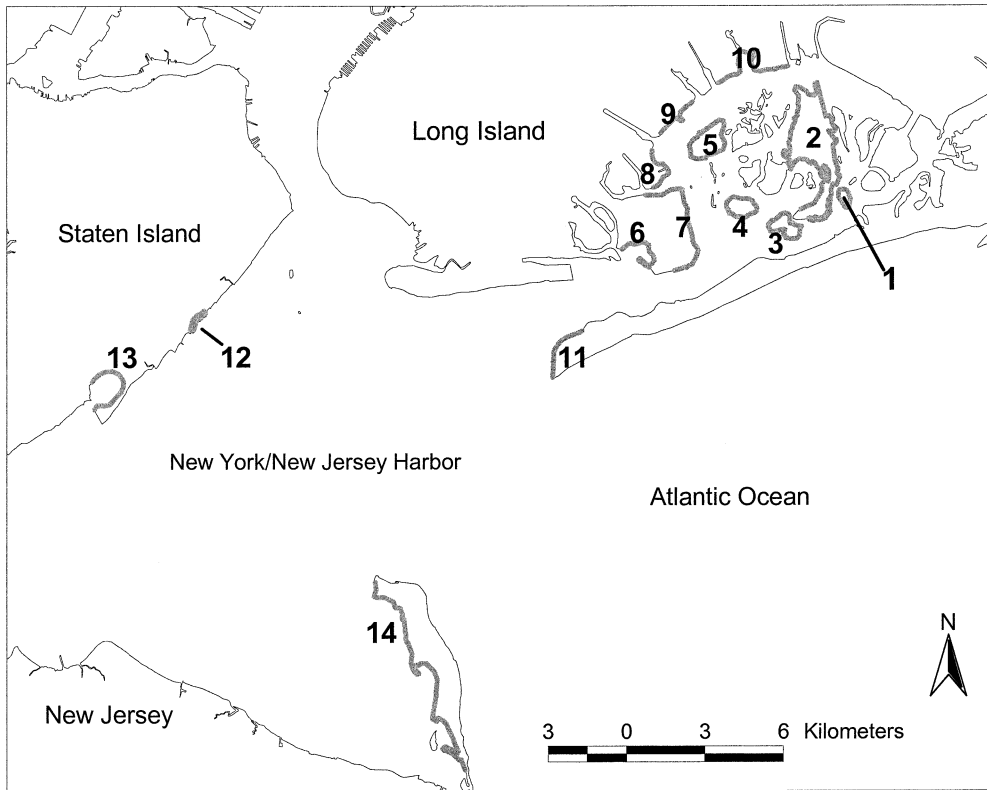 10
Long Island
9
2
5
8
1
Staten Island
6
7
4
3
11
12
13
New York/New Jersey Harbor
Atlantic Ocean
14
N
New Jersey
3 0 3 6 Kilometers